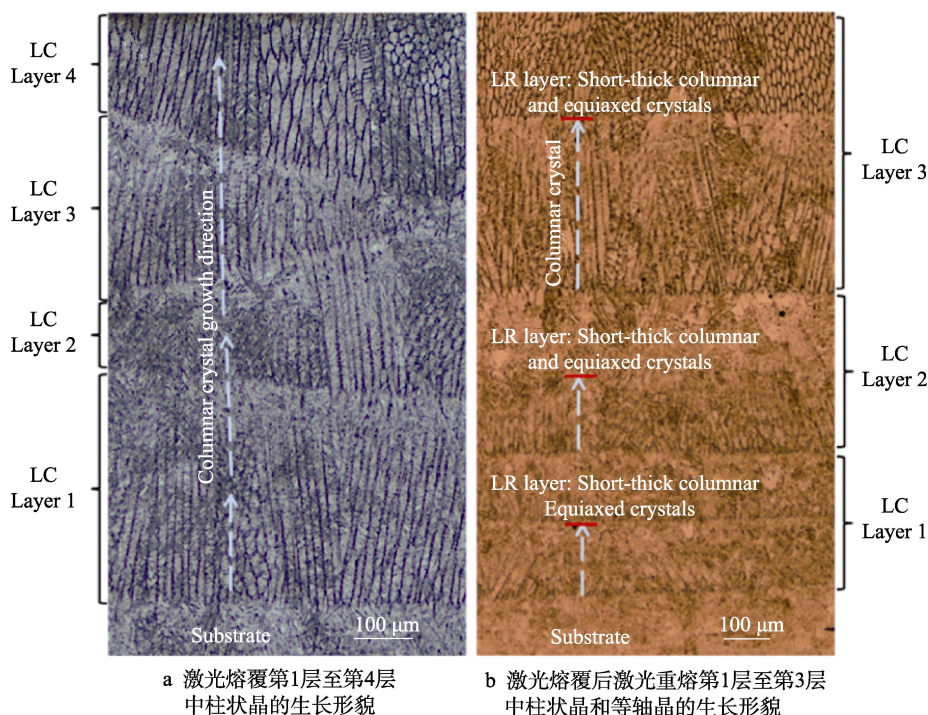 LC
Layer 4
LC
Layer 3
LC
Layer 2
LC
Layer 1
Columnar crystal growth direction
Substrate
100 μm
LR layer: Short-thick columnar
and equiaxed crystals
Columnar crystal
LR layer: Short-thick columnar
and equiaxed crystals
LR layer: Short-thick columnar
Equiaxed crystals
Substrate
100 μm
LC
Layer 3
LC
Layer 2
LC
Layer 1
a 激光熔覆第1层至第4层
中柱状晶的生长形貌
b 激光熔覆后激光重熔第1层至第3层
中柱状晶和等轴晶的生长形貌